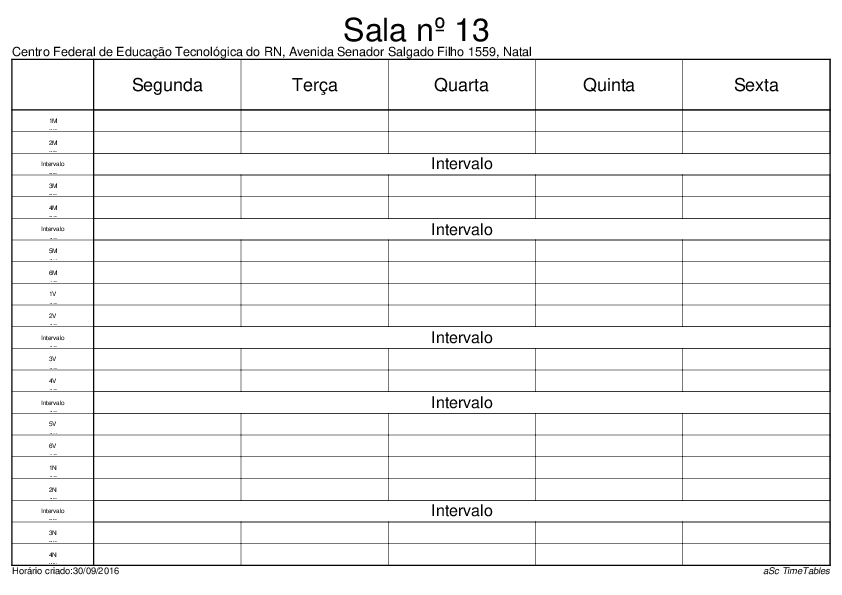 Sala nº 13
Centro Federal de Educação Tecnológica do RN, Avenida Senador Salgado Filho 1559, Natal
Segunda Terça Quarta Quinta Sexta
1M
2M
Intervalo Intervalo
3M
4M
Intervalo Intervalo
5M
6M
1V
2V
Intervalo Intervalo
3V
4V
Intervalo Intervalo
5V
6V
1N
2N
Intervalo Intervalo
3N
4N
Horário criado:30/09/2016 aSc TimeTables